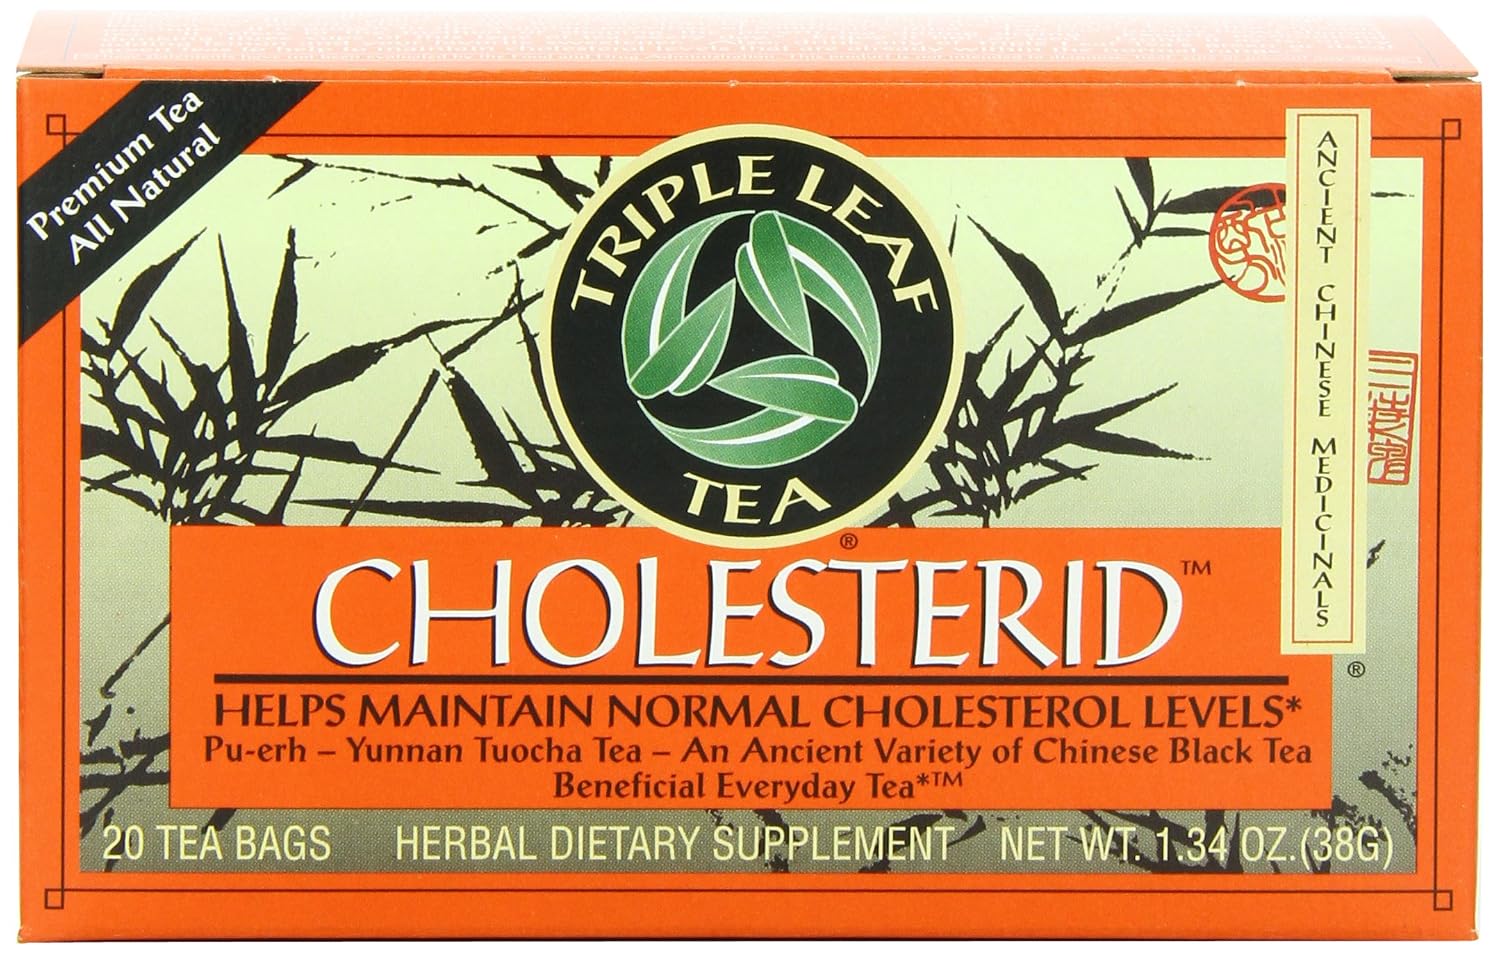 Premium Tea
All Natural
TRIPLE LEAF
TEA
®
ANCIENT CHINESE MEDICINALS
®
CHOLESTERID™
HELPS MAINTAIN NORMAL CHOLESTEROL LEVELS*
Pu-erh – Yunnan Tuocha Tea – An Ancient Variety of Chinese Black Tea
Beneficial Everyday Tea*™
20 TEA BAGS HERBAL DIETARY SUPPLEMENT NET WT. 1.34 OZ.(38G)